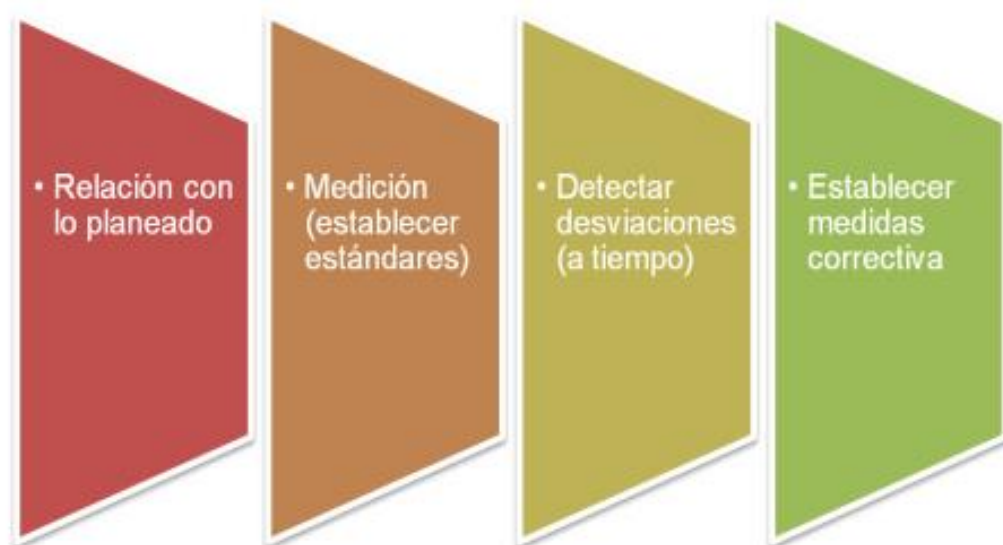 • Relación con
lo planeado
• Medición
(establecer
estándares)
• Detectar
desviaciones
(a tiempo)
• Establecer
medidas
correctiva